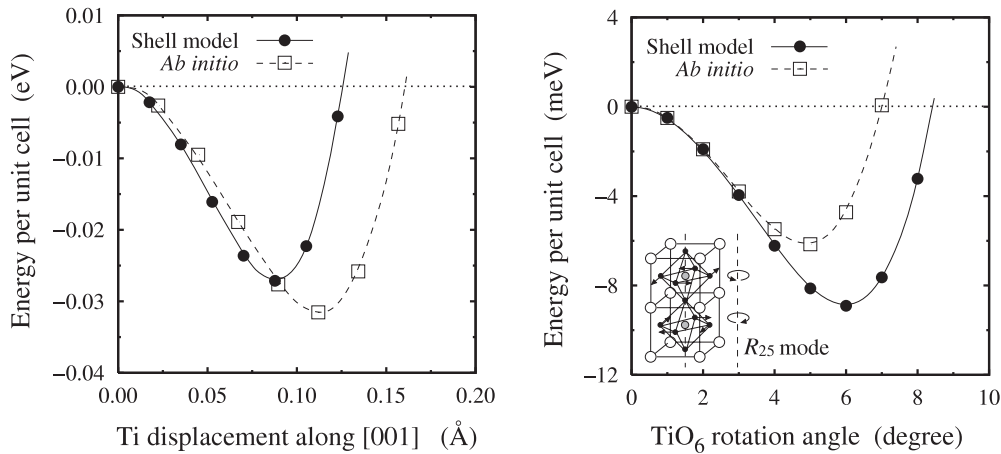 Energy per unit cell (eV)
0.01
0.00
−0.01
−0.02
−0.03
−0.04
Shell model
Ab initio
0.00 0.05 0.10 0.15 0.20
Ti displacement along [001] (Å)
Energy per unit cell (meV)
4
0
−4
−8
−12
Shell model
Ab initio
R25 mode
0 2 4 6 8 10
TiO6 rotation angle (degree)